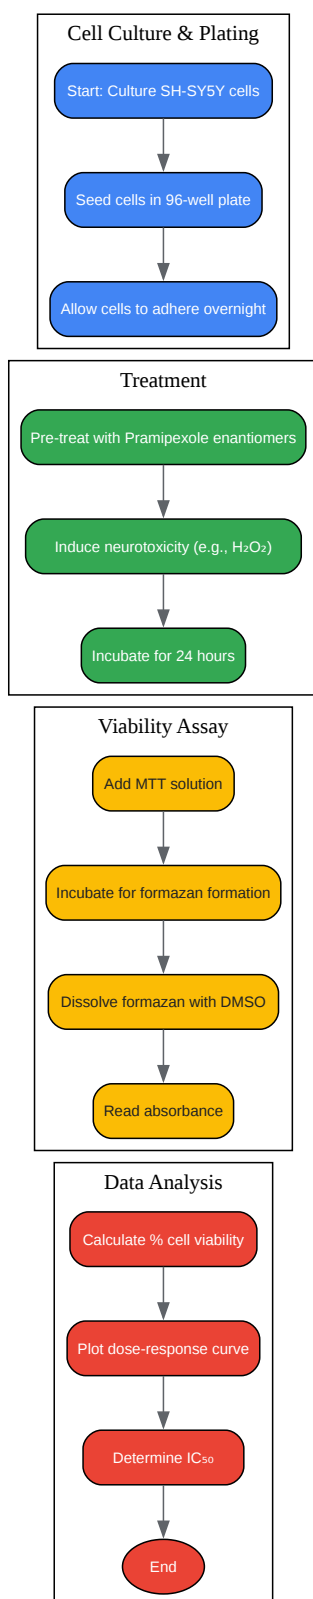 Cell Culture & Plating
Start: Culture SH-SY5Y cells
Seed cells in 96-well plate
Allow cells to adhere overnight
Treatment
Pre-treat with Pramipexole enantiomers
Induce neurotoxicity (e.g., H₂O₂)
Incubate for 24 hours
Viability Assay
Add MTT solution
Incubate for formazan formation
Dissolve formazan with DMSO
Read absorbance
Data Analysis
Calculate % cell viability
Plot dose-response curve
Determine IC₅₀
End